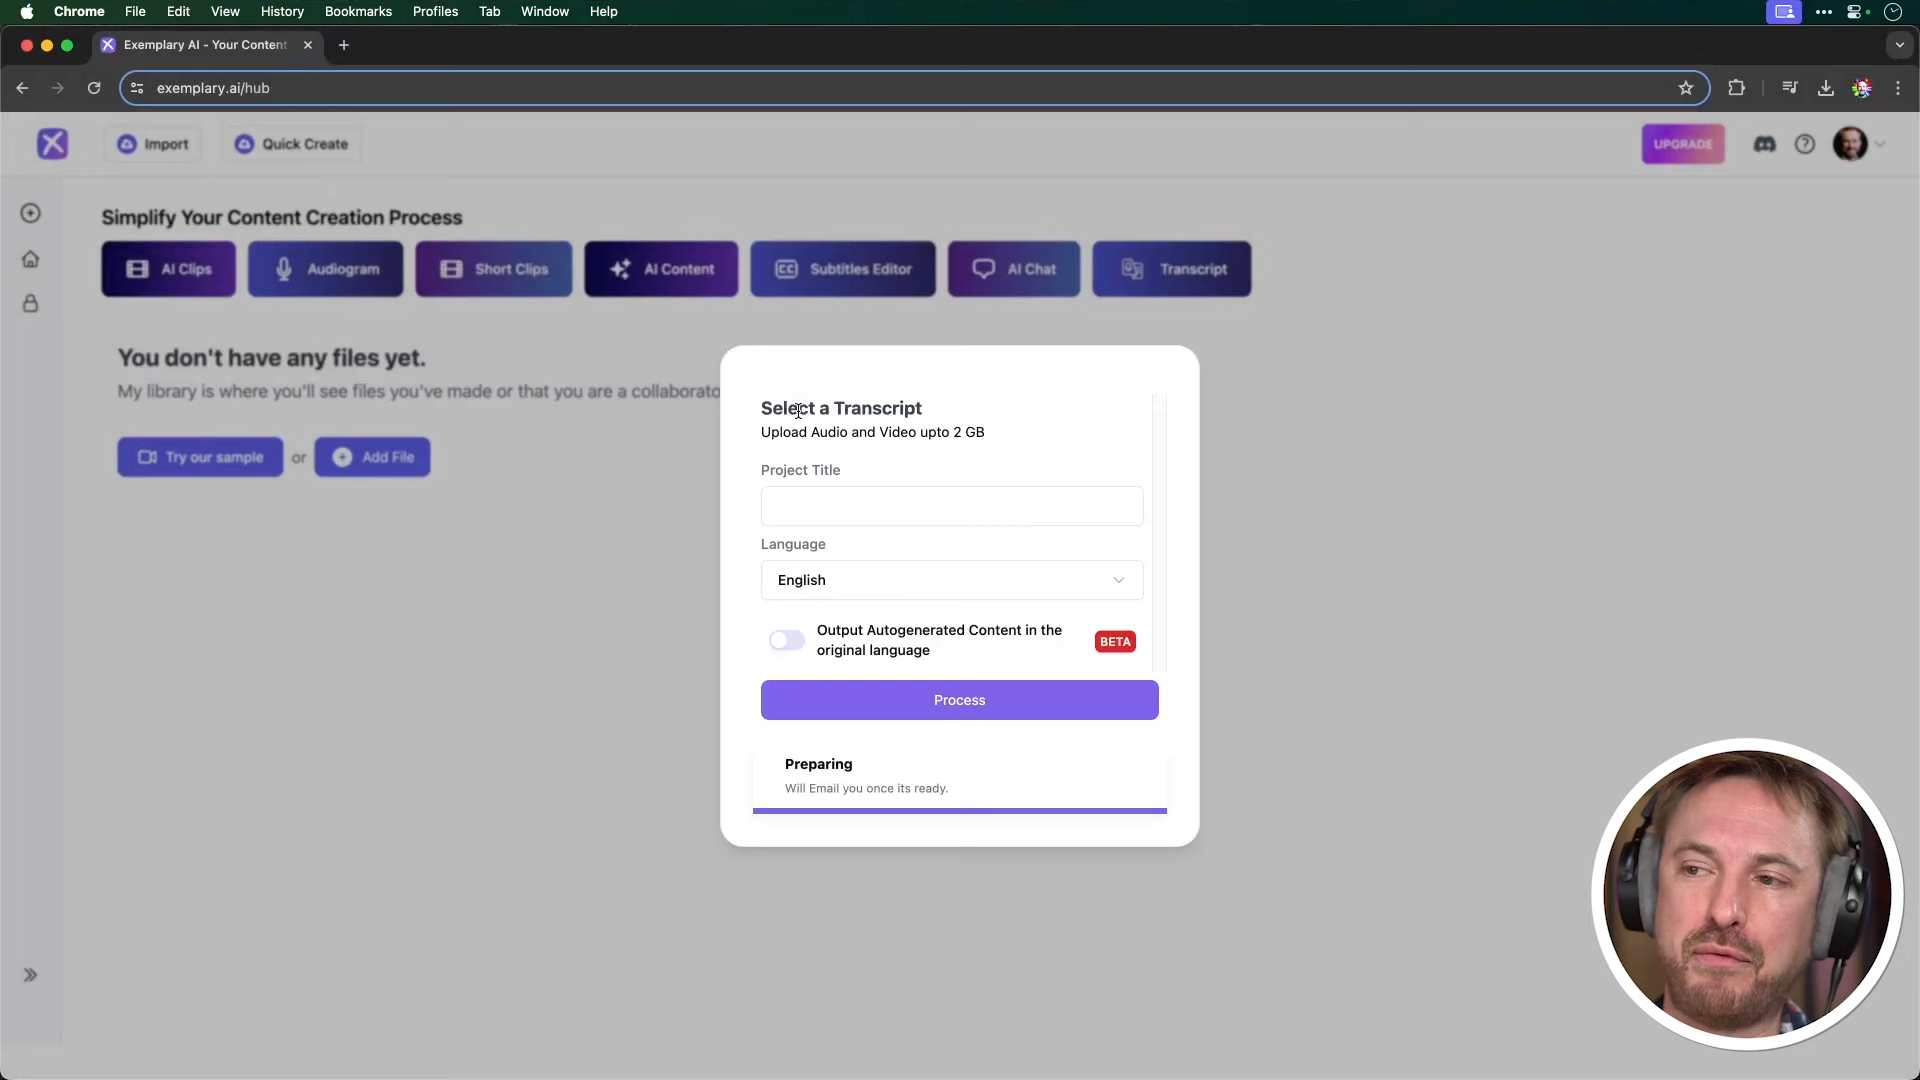 Chrome File Edit View History Bookmarks Profiles Tab Window Help
Exemplary AI - Your Content
exemplary.ai/hub
Import Quick Create UPGRADE
Simplify Your Content Creation Process
AI Clips Audiogram Short Clips AI Content CC Subtitles Editor AI Chat Transcript
You don't have any files yet.
My library is where you'll see files you've made or that you are a collaborato
Try our sample or Add File
Select a Transcript
Upload Audio and Video upto 2 GB
Project Title
Language
English
Output Autogenerated Content in the
original language
BETA
Process
Preparing
Will Email you once its ready.